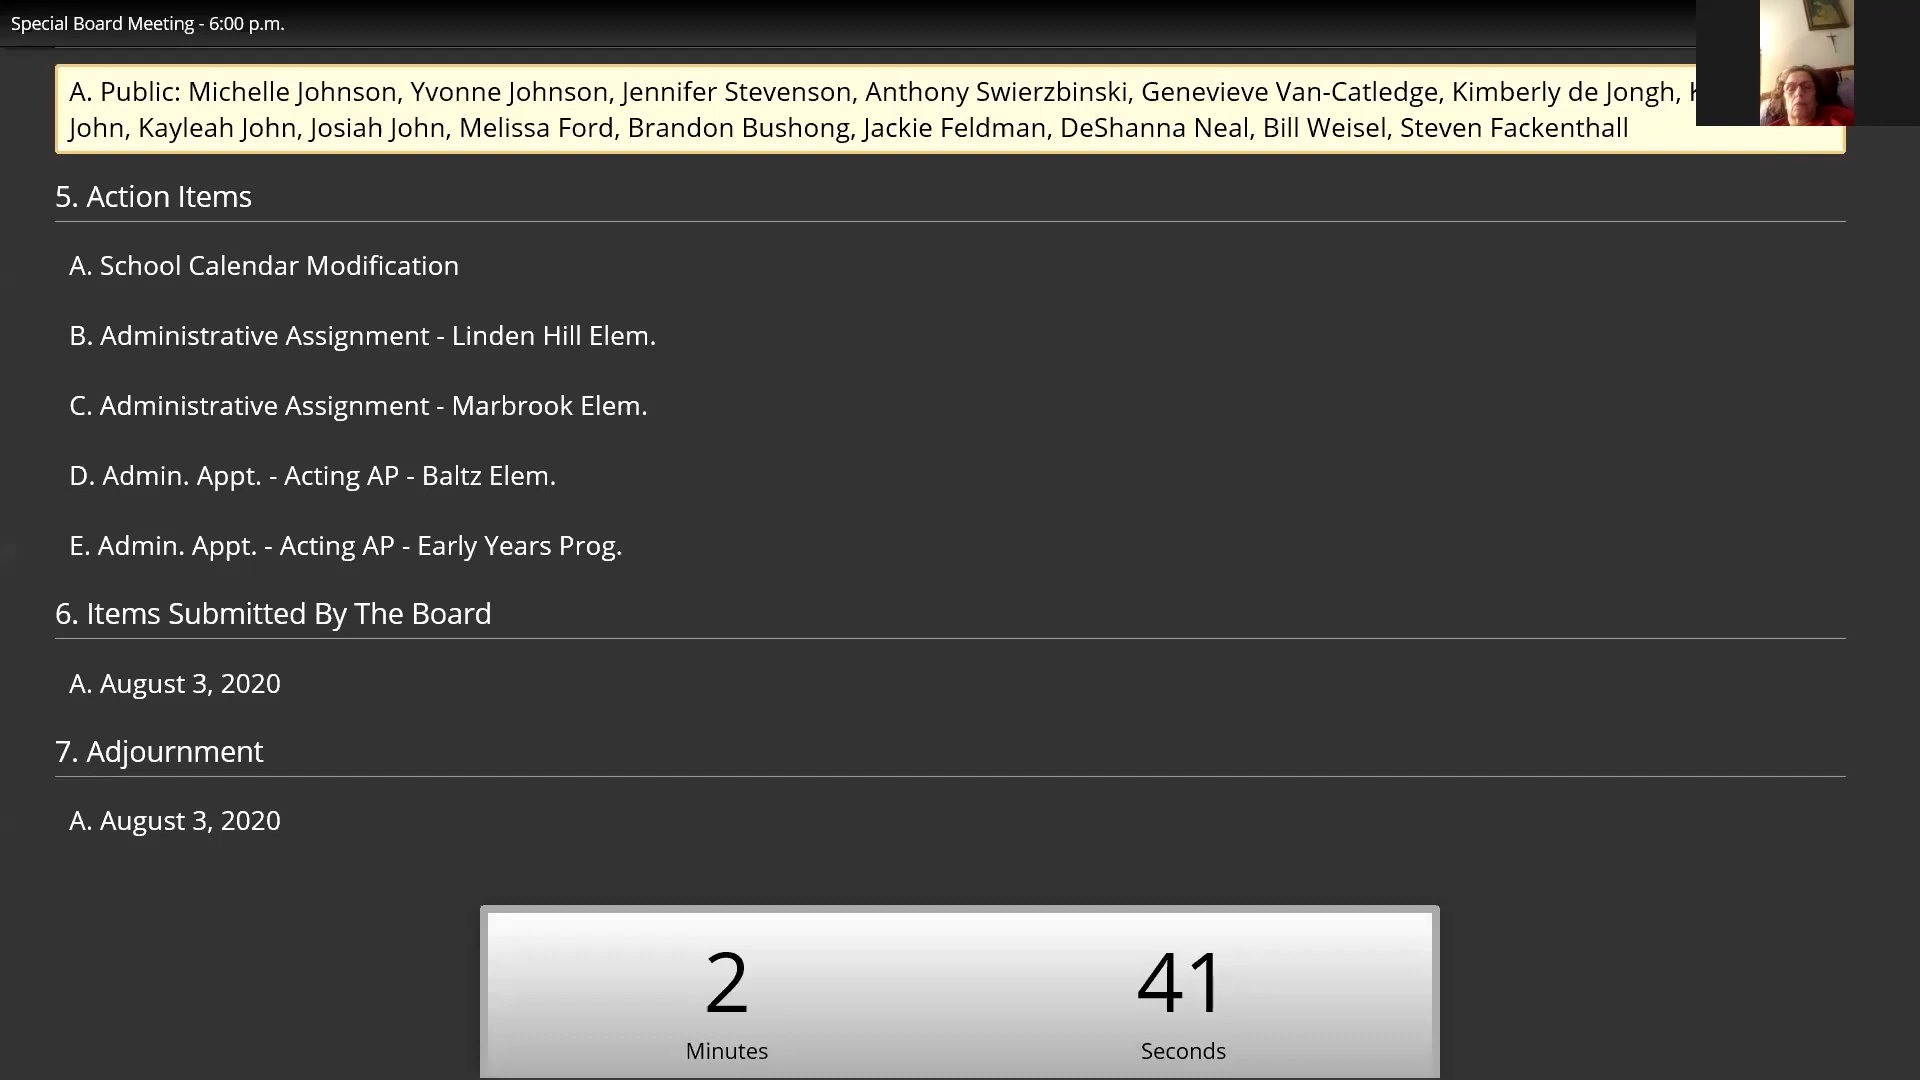 Special Board Meeting - 6:00 p.m.
A. Public: Michelle Johnson, Yvonne Johnson, Jennifer Stevenson, Anthony Swierzbinski, Genevieve Van-Catledge, Kimberly de Jongh,
John, Kayleah John, Josiah John, Melissa Ford, Brandon Bushong, Jackie Feldman, DeShanna Neal, Bill Weisel, Steven Fackenthall
5. Action Items
A. School Calendar Modification
B. Administrative Assignment - Linden Hill Elem.
C. Administrative Assignment - Marbrook Elem.
D. Admin. Appt. - Acting AP - Baltz Elem.
E. Admin. Appt. - Acting AP - Early Years Prog.
6. Items Submitted By The Board
A. August 3, 2020
7. Adjournment
A. August 3, 2020
2 41
Minutes Seconds